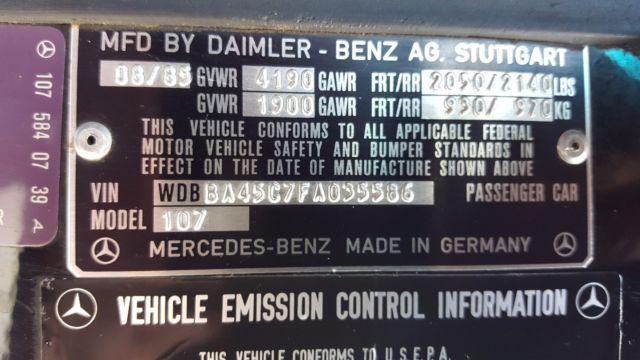 MFD BY DAIMLER - BENZ AG. STUTTGART
08/85 GVWR 4190 GAWR FRT/RR 2050/2140 LBS
GVWR 1900 GAWR FRT/RR 930/ 970 KG
THIS VEHICLE CONFORMS TO ALL APPLICABLE FEDERAL
MOTOR VEHICLE SAFETY AND BUMPER STANDARDS IN
EFFECT ON THE DATE OF MANUFACTURE SHOWN ABOVE
VIN WDBBA45C7FA035586 PASSENGER CAR
MODEL 107
MERCEDES-BENZ MADE IN GERMANY
107 584 07 39 A
R
VEHICLE EMISSION CONTROL INFORMATION
THIS VEHICLE CONFORMS TO U.S.E.P.A.